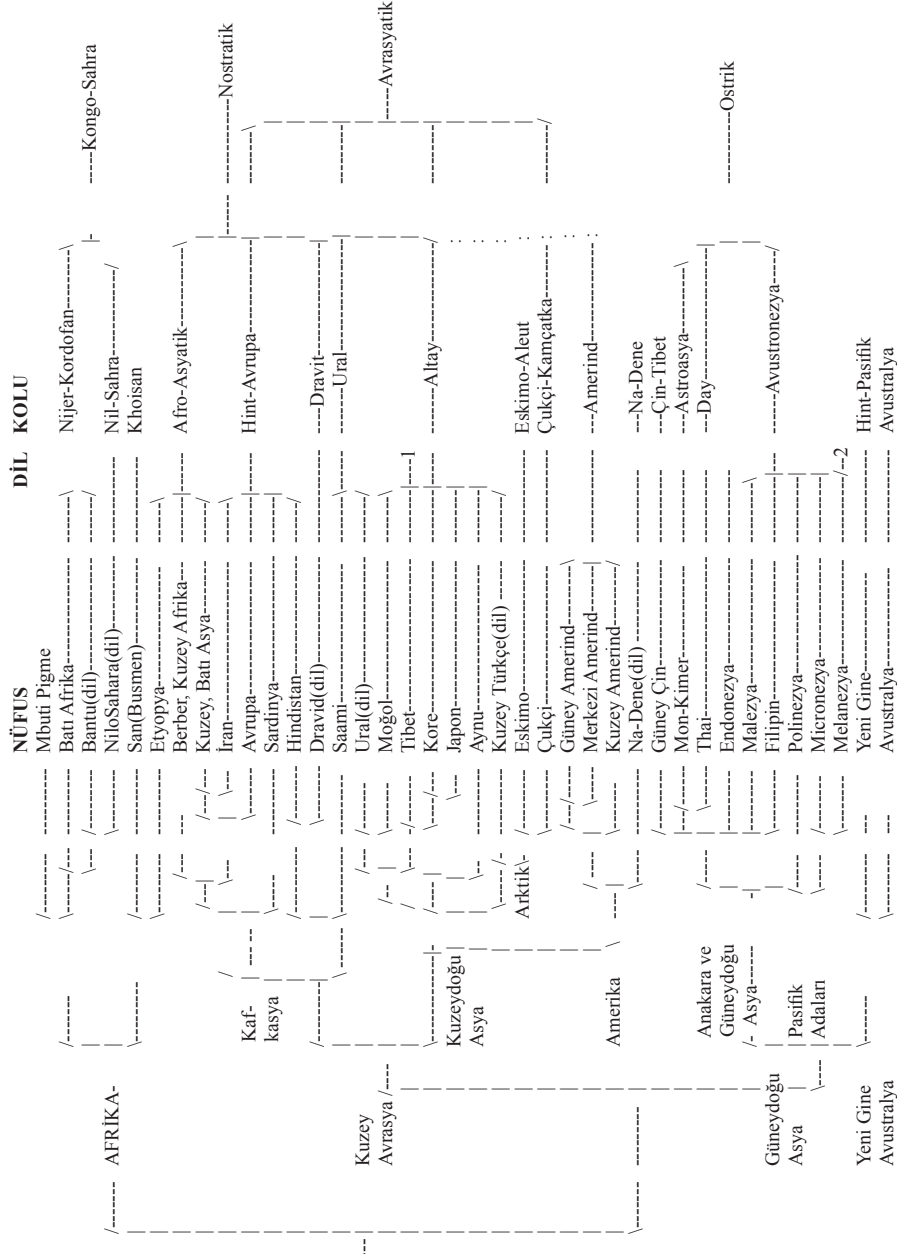 NÜFUS DİL KOLU
Mbuti Pigme
Batı Afrika Nijer-Kordofan Kongo-Sahra
Bantu(dil)
AFRİKA NiloSahara(dil) Nil-Sahra
San(Busmen) Khoisan
Etyopya
Berber, Kuzey Afrika Afro-Asyatik
Kuzey, Batı Asya
İran Nostratik
Kaf-
kasya
Avrupa Hint-Avrupa
Sardinya
Hindistan
Dravid(dil) Dravit
Saami Ural
Ural(dil)
Kuzey
Avrasya
Moğol Avrasyatik
Tibet 1
Kore Altay
Kuzeydoğu
Asya
Japon
Aynu
Kuzey Türkçe(dil)
Arktik Eskimo Eskimo-Aleut
Çukçi Çukçi-Kamçatka
Güney Amerind
Amerika Merkezi Amerind Amerind
Kuzey Amerind
Na-Dene(dil) Na-Dene
Güney Çin Çin-Tibet
Mon-Kimer Astroasya
Anakara ve
Güneydoğu
Asya
Thai Day Ostrik
Endonezya
Malezya
Filipin Avustronezya
Güneydoğu
Asya
Pasifik
Adaları
Polinezya
Micronezya
Melanezya 2
Yeni Gine Yeni Gine Hint-Pasifik
Avustralya Avustralya Avustralya